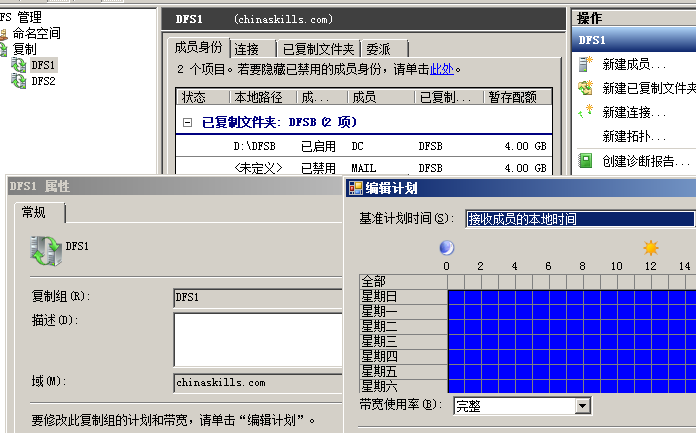 FS 管理
命名空间
复制
DFS1
DFS2
DFS1 (chinaskills.com)
成员身份 连接 已复制文件夹 委派
2 个项目。若要隐藏已禁用的成员身份，请单击此处。
状态 本地路径 成... 成员 已复制... 暂存配额
已复制文件夹: DFSB (2 项)
D:\DFSB 已启用 DC DFSB 4.00 GB
<未定义> 已禁用 MAIL DFSB 4.00 GB
操作
DFS1
新建成员...
新建已复制文件夹
新建连接...
新建拓扑...
创建诊断报告...
DFS1 属性
常规
DFS1
复制组(R): DFS1
描述(D):
域(M): chinaskills.com
要修改此复制组的计划和带宽，请单击“编辑计划”。
编辑计划
基准计划时间(S): 接收成员的本地时间
0 2 4 6 8 10 12 14
全部
星期日
星期一
星期二
星期三
星期四
星期五
星期六
带宽使用率(B): 完整